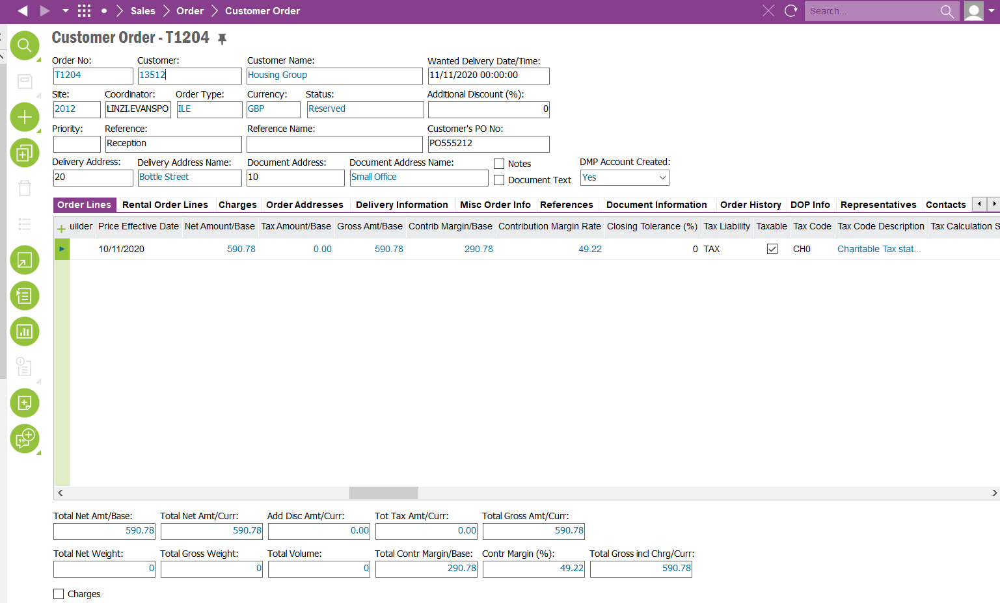 Sales Order Customer Order Search...
Customer Order - T1204
Order No: Customer: Customer Name: Wanted Delivery Date/Time:
T1204 13512 Housing Group 11/11/2020 00:00:00
Site: Coordinator: Order Type: Currency: Status: Additional Discount (%):
2012 LINZI.EVANSPO ILE GBP Reserved 0
Priority: Reference: Reference Name: Customer's PO No:
Reception PO555212
Delivery Address: Delivery Address Name: Document Address: Document Address Name: Notes DMP Account Created:
20 Bottle Street 10 Small Office Document Text Yes
Order Lines Rental Order Lines Charges Order Addresses Delivery Information Misc Order Info References Document Information Order History DOP Info Representatives Contacts
uilder Price Effective Date Net Amount/Base Tax Amount/Base Gross Amt/Base Contrib Margin/Base Contribution Margin Rate Closing Tolerance (%) Tax Liability Taxable Tax Code Tax Code Description Tax Calculation S
10/11/2020 590.78 0.00 590.78 290.78 49.22 0 TAX CH0 Charitable Tax stat...
Total Net Amt/Base: Total Net Amt/Curr: Add Disc Amt/Curr: Tot Tax Amt/Curr: Total Gross Amt/Curr:
590.78 590.78 0.00 0.00 590.78
Total Net Weight: Total Gross Weight: Total Volume: Total Contr Margin/Base: Contr Margin (%): Total Gross incl Chrg/Curr:
0 0 0 290.78 49.22 590.78
Charges